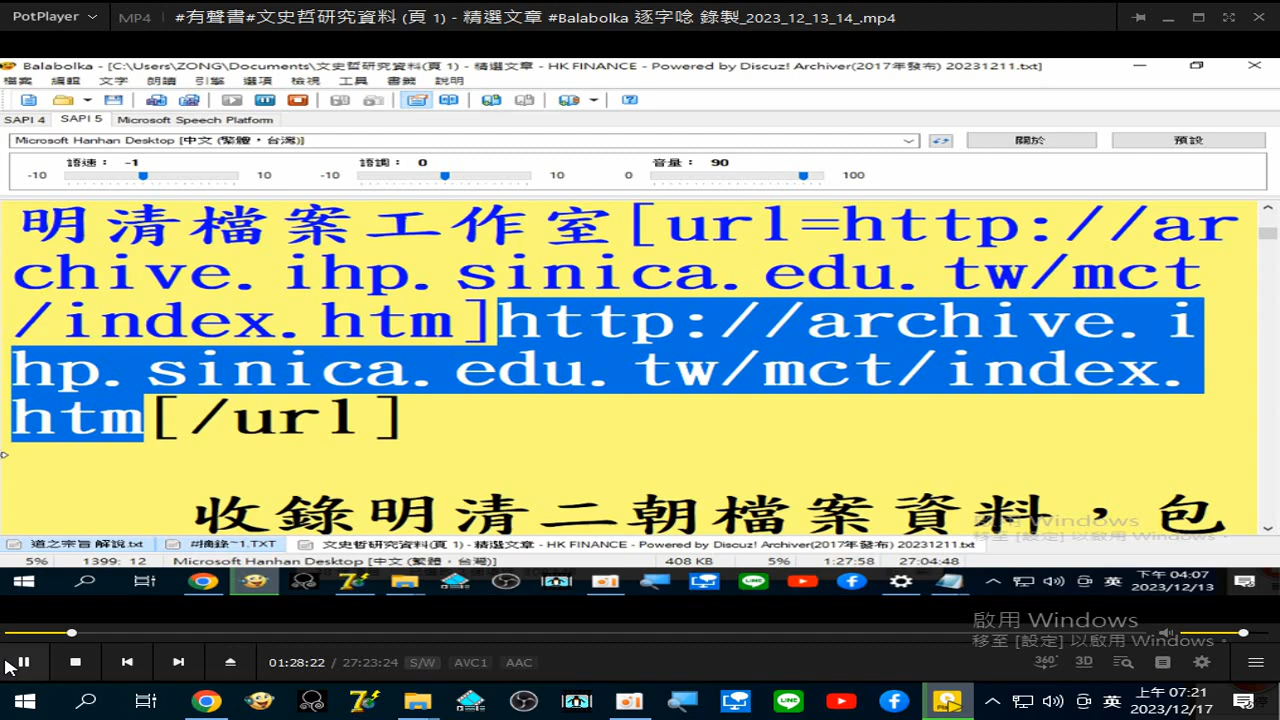 PotPlayer
MP4
#有聲書#文史哲研究資料 (頁 1) - 精選文章 #Balabolka 逐字唸 錄製_2023_12_13_14_.mp4
Balabolka - [C:\Users\ZONG\Documents\文史哲研究資料(頁 1) - 精選文章 - HK FINANCE - Powered by Discuz! Archiver(2017年發布) 20231211.txt]
檔案 編輯 文字 朗讀 引擎 選項 檢視 工具 書籤 說明
SAPI 4 SAPI 5 Microsoft Speech Platform
Microsoft Hanhan Desktop [中文 (繁體，台灣)]
關於
預設
語速： -1 語調： 0 音量： 90
-10 10 -10 10 0 100
明清檔案工作室[url=http://ar
chive.ihp.sinica.edu.tw/mct
/index.htm]http://archive.i
hp.sinica.edu.tw/mct/index.
htm[/url]
收錄明清二朝檔案資料，包
啟用 Windows
移至 [設定] 以啟用 Windows。
道之宗旨 解說.txt
#摘錄~1.TXT
文史哲研究資料(頁 1) - 精選文章 - HK FINANCE - Powered by Discuz! Archiver(2017年發布) 20231211.txt
5% 1399: 12 Microsoft Hanhan Desktop [中文 (繁體，台灣)] 408 KB 5% 1:27:58 27:04:48
英
下午 04:07
2023/12/13
啟用 Windows
移至 [設定] 以啟用 Windows。
01:28:22 / 27:23:24 S/W AVC1 AAC
360° 3D
英
上午 07:21
2023/12/17